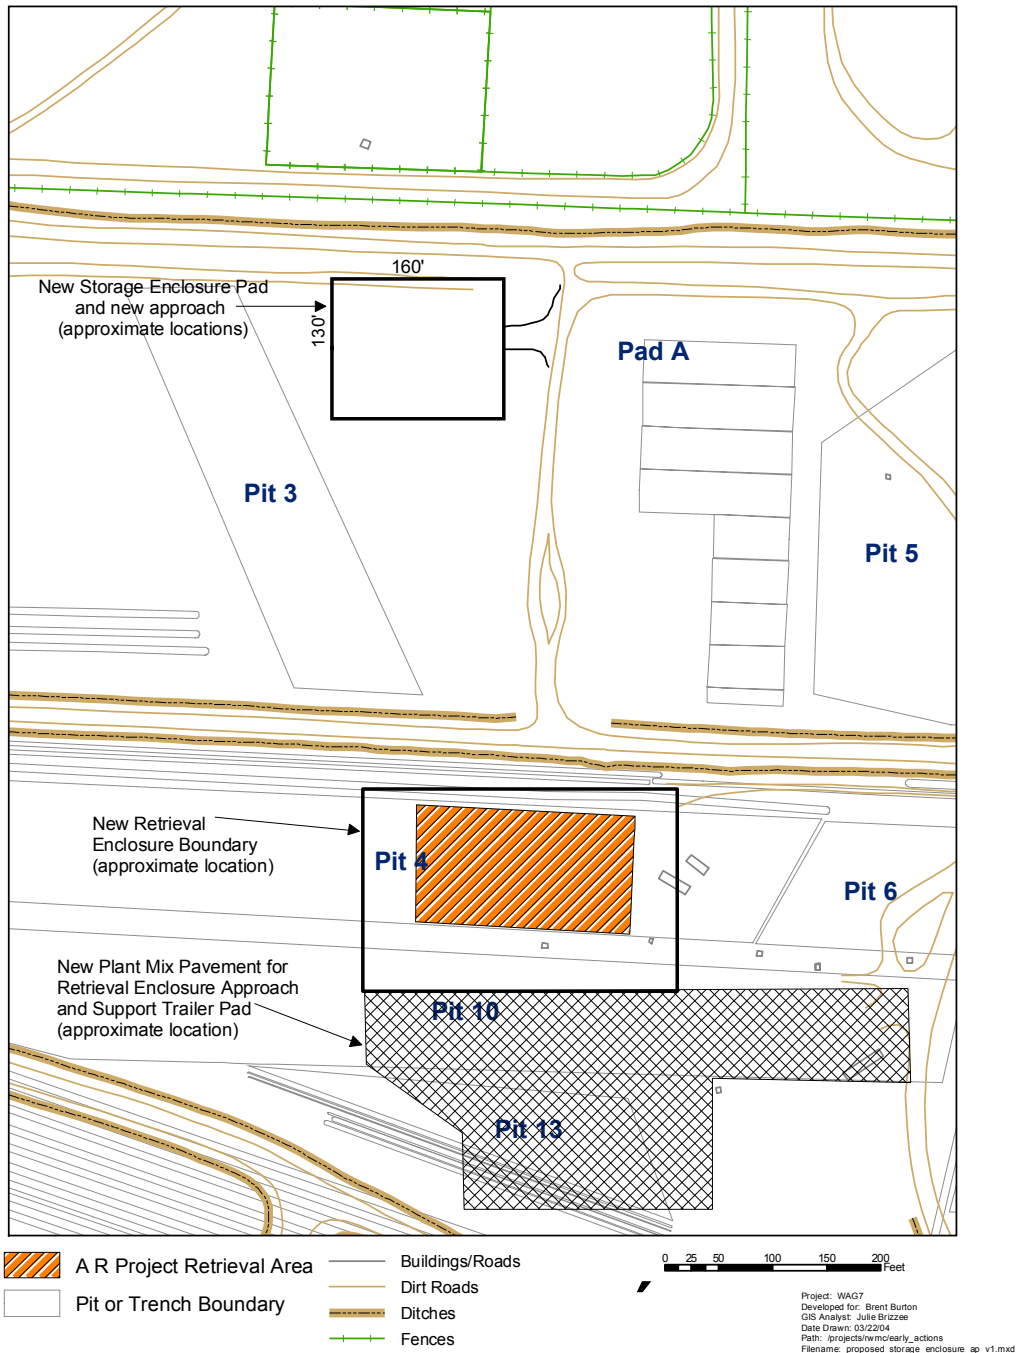 160'
New Storage Enclosure Pad
and new approach
(approximate locations)
130'
Pad A
Pit 3
Pit 5
New Retrieval
Enclosure Boundary
(approximate location)
Pit 4
Pit 6
New Plant Mix Pavement for
Retrieval Enclosure Approach
and Support Trailer Pad
(approximate location)
Pit 10
Pit 13
A R Project Retrieval Area
Pit or Trench Boundary
Buildings/Roads
Dirt Roads
Ditches
Fences
0 25 50 100 150 200
Feet
Project: WAG7
Developed for: Brent Burton
GIS Analyst: Julie Brizzee
Date Drawn: 03/22/04
Path: /projects/rwmc/early_actions
Filename: proposed_storage_enclosure_ap_v1.mxd